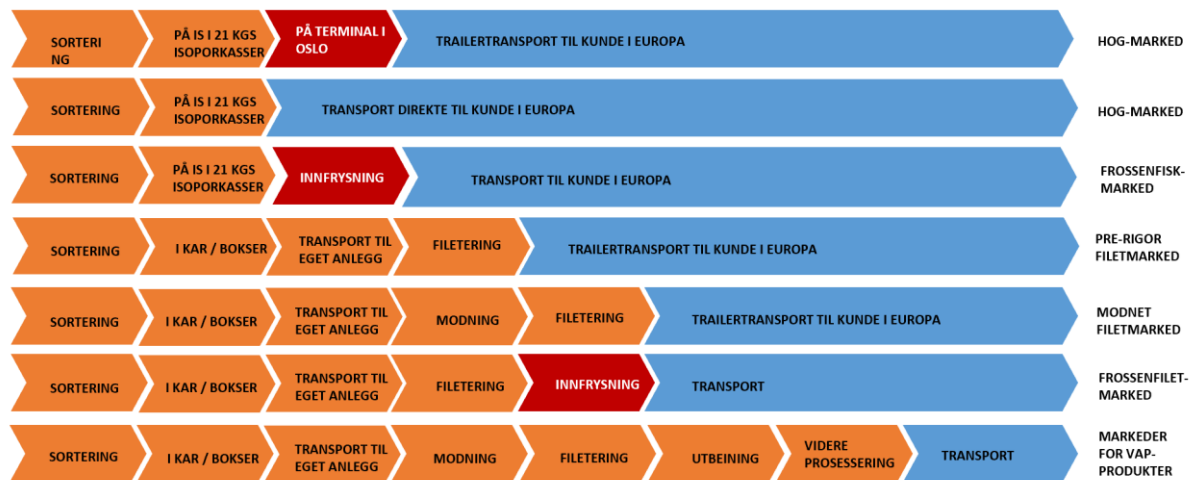 SORTERI
NG
PÅ IS I 21 KGS
ISOPORKASSER
PÅ TERMINAL I
OSLO
TRAILERTRANSPORT TIL KUNDE I EUROPA
HOG-MARKED
SORTERING
PÅ IS I 21 KGS
ISOPORKASSER
TRANSPORT DIREKTE TIL KUNDE I EUROPA
HOG-MARKED
SORTERING
PÅ IS I 21 KGS
ISOPORKASSER
INNFRYSNING
TRANSPORT TIL KUNDE I EUROPA
FROSSENFISK-
MARKED
SORTERING
I KAR / BOKSER
TRANSPORT TIL
EGET ANLEGG
FILETERING
TRAILERTRANSPORT TIL KUNDE I EUROPA
PRE-RIGOR
FILETMARKED
SORTERING
I KAR / BOKSER
TRANSPORT TIL
EGET ANLEGG
MODNING
FILETERING
TRAILERTRANSPORT TIL KUNDE I EUROPA
MODNET
FILETMARKED
SORTERING
I KAR / BOKSER
TRANSPORT TIL
EGET ANLEGG
FILETERING
INNFRYSNING
TRANSPORT
FROSSENFILET-
MARKED
SORTERING
I KAR / BOKSER
TRANSPORT TIL
EGET ANLEGG
MODNING
FILETERING
UTBEINING
VIDERE
PROSESSERING
TRANSPORT
MARKEDER
FOR VAP-
PRODUKTER